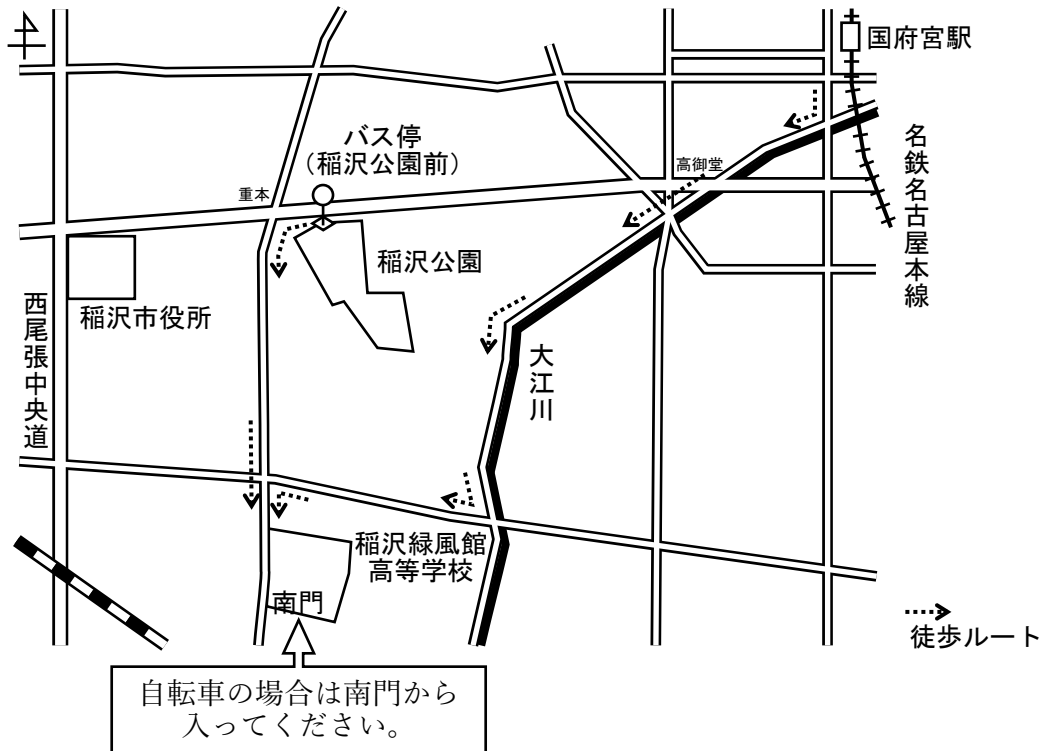 国府宮駅
バス停
(稲沢公園前)
名鉄名古屋本線
高御堂
重本
稲沢公園
稲沢市役所
西尾張中央道
大江川
稲沢緑風館
高等学校
南門
徒歩ルート
自転車の場合は南門から
入ってください。